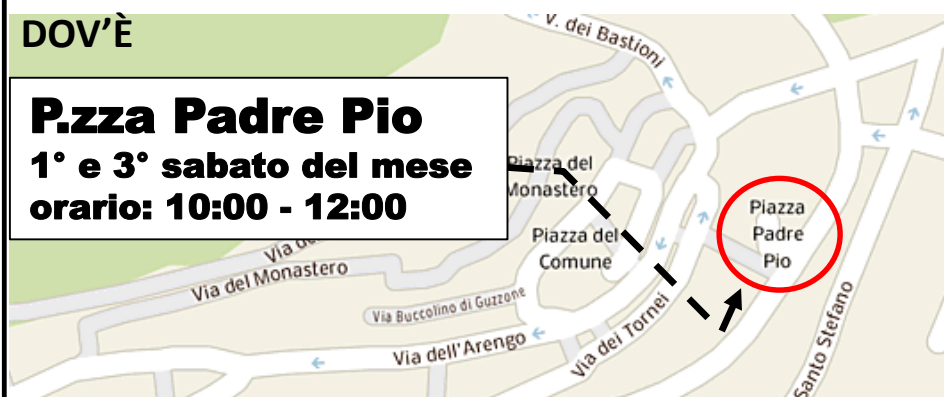 DOV'È
P.zza Padre Pio
1° e 3° sabato del mese
orario: 10:00 - 12:00
V. dei Bastioni
Piazza del
Monastero
Piazza del
Comune
Piazza
Padre
Pio
Via del Monastero
Via Buccolino di Guzzone
Via dell'Arengo
Via dei Tornei
Santo Stefano